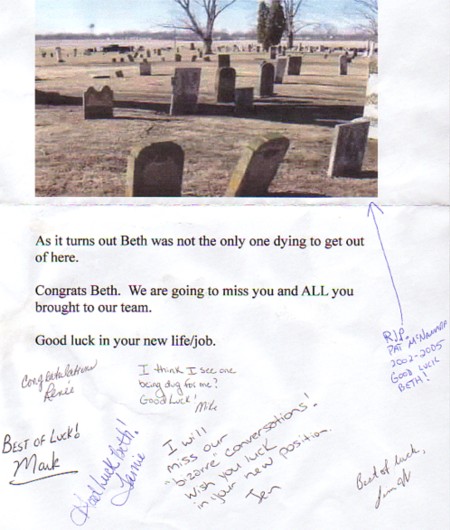 As it turns out Beth was not the only one dying to get out
of here.
Congrats Beth.  We are going to miss you and ALL you
brought to our team.
Good luck in your new life/job.
R.I.P.
PAT McNAMARA
2002-2005
GOOD LUCK
BETH!
Congratulations
Renée
I think I see one
being dug for me?
Good Luck!
Mike
BEST OF LUCK!
Mark
Good Luck Beth!
I will
miss our
"bizarre" conversations!
Wish you luck
in your new position.
Jen
Best of luck,